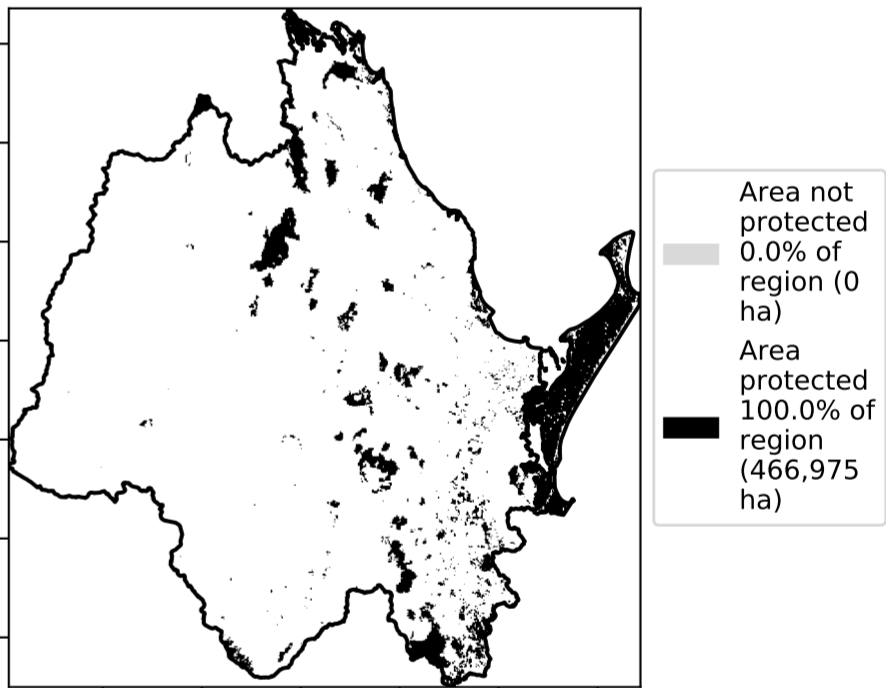 Area not
protected
0.0% of
region (0
ha)
Area
protected
100.0% of
region
(466,975
ha)